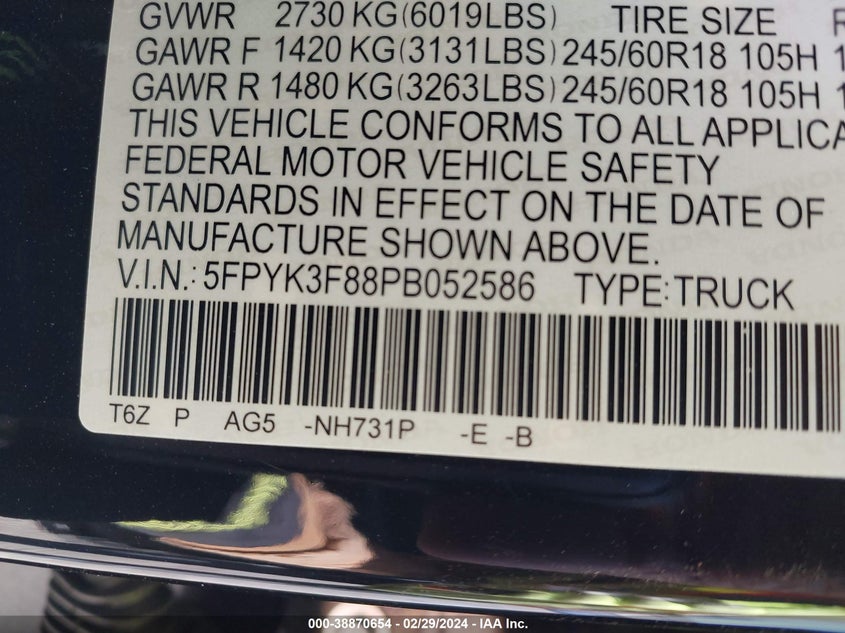 GVWR 2730 KG(6019LBS) TIRE SIZE
GAWR F 1420 KG(3131LBS) 245/60R18 105H
GAWR R 1480 KG(3263LBS) 245/60R18 105H
THIS VEHICLE CONFORMS TO ALL APPLICA
FEDERAL MOTOR VEHICLE SAFETY
STANDARDS IN EFFECT ON THE DATE OF
MANUFACTURE SHOWN ABOVE.
V.I.N.: 5FPYK3F88PB052586 TYPE: TRUCK
T6Z P AG5 -NH731P -E -B
000-38870654 - 02/29/2024 - IAA Inc.